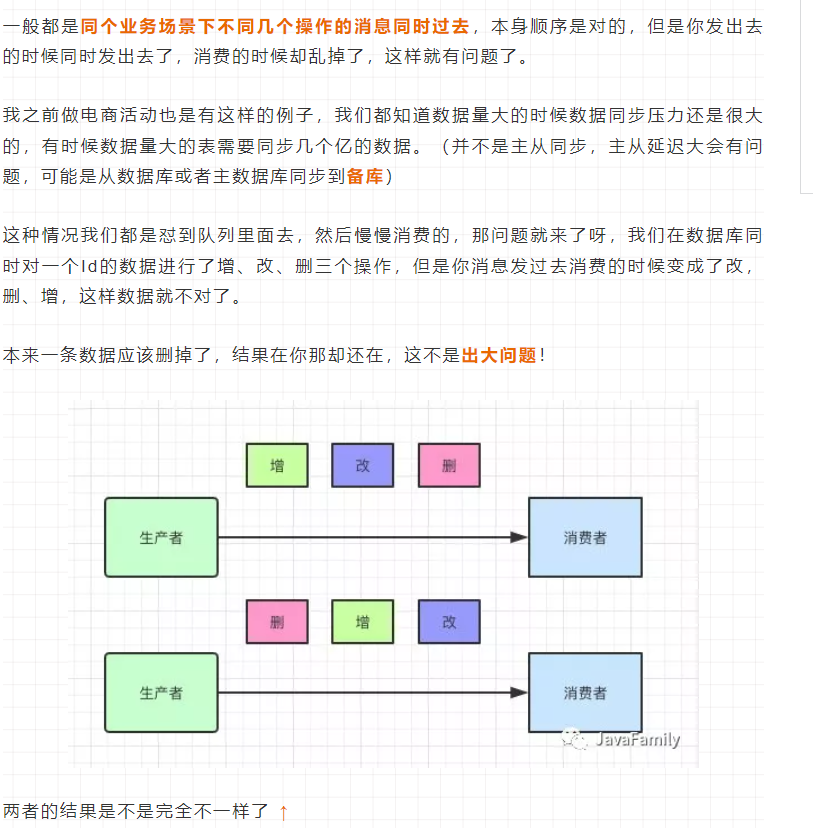 一般都是同个业务场景下不同几个操作的消息同时过去，本身顺序是对的，但是你发出去
的时候同时发出去了，消费的时候却乱掉了，这样就有问题了。
我之前做电商活动也是有这样的例子，我们都知道数据量大的时候数据同步压力还是很大
的，有时候数据量大的表需要同步几个亿的数据。（并不是主从同步，主从延迟大会有问
题，可能是从数据库或者主数据库同步到备库）
这种情况我们都是怼到队列里面去，然后慢慢消费的，那问题就来了呀，我们在数据库同
时对一个Id的数据进行了增、改、删三个操作，但是你消息发过去消费的时候变成了改，
删、增，这样数据就不对了。
本来一条数据应该删掉了，结果在你那却还在，这不是出大问题！
增 改 删
生产者 消费者
删 增 改
生产者 消费者
JavaFamily
两者的结果是不是完全不一样了 ↑